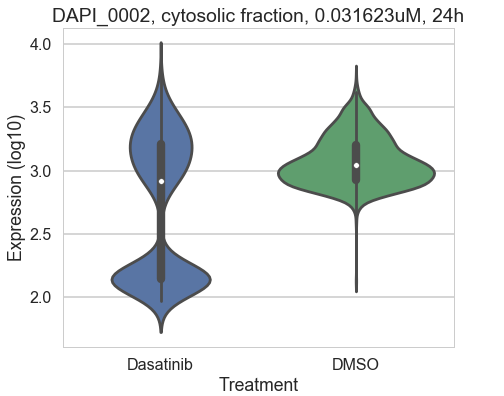 DAPI_0002, cytosolic fraction, 0.031623uM, 24h
4.0
3.5
3.0
2.5
2.0
Expression (log10)
Dasatinib
DMSO
Treatment